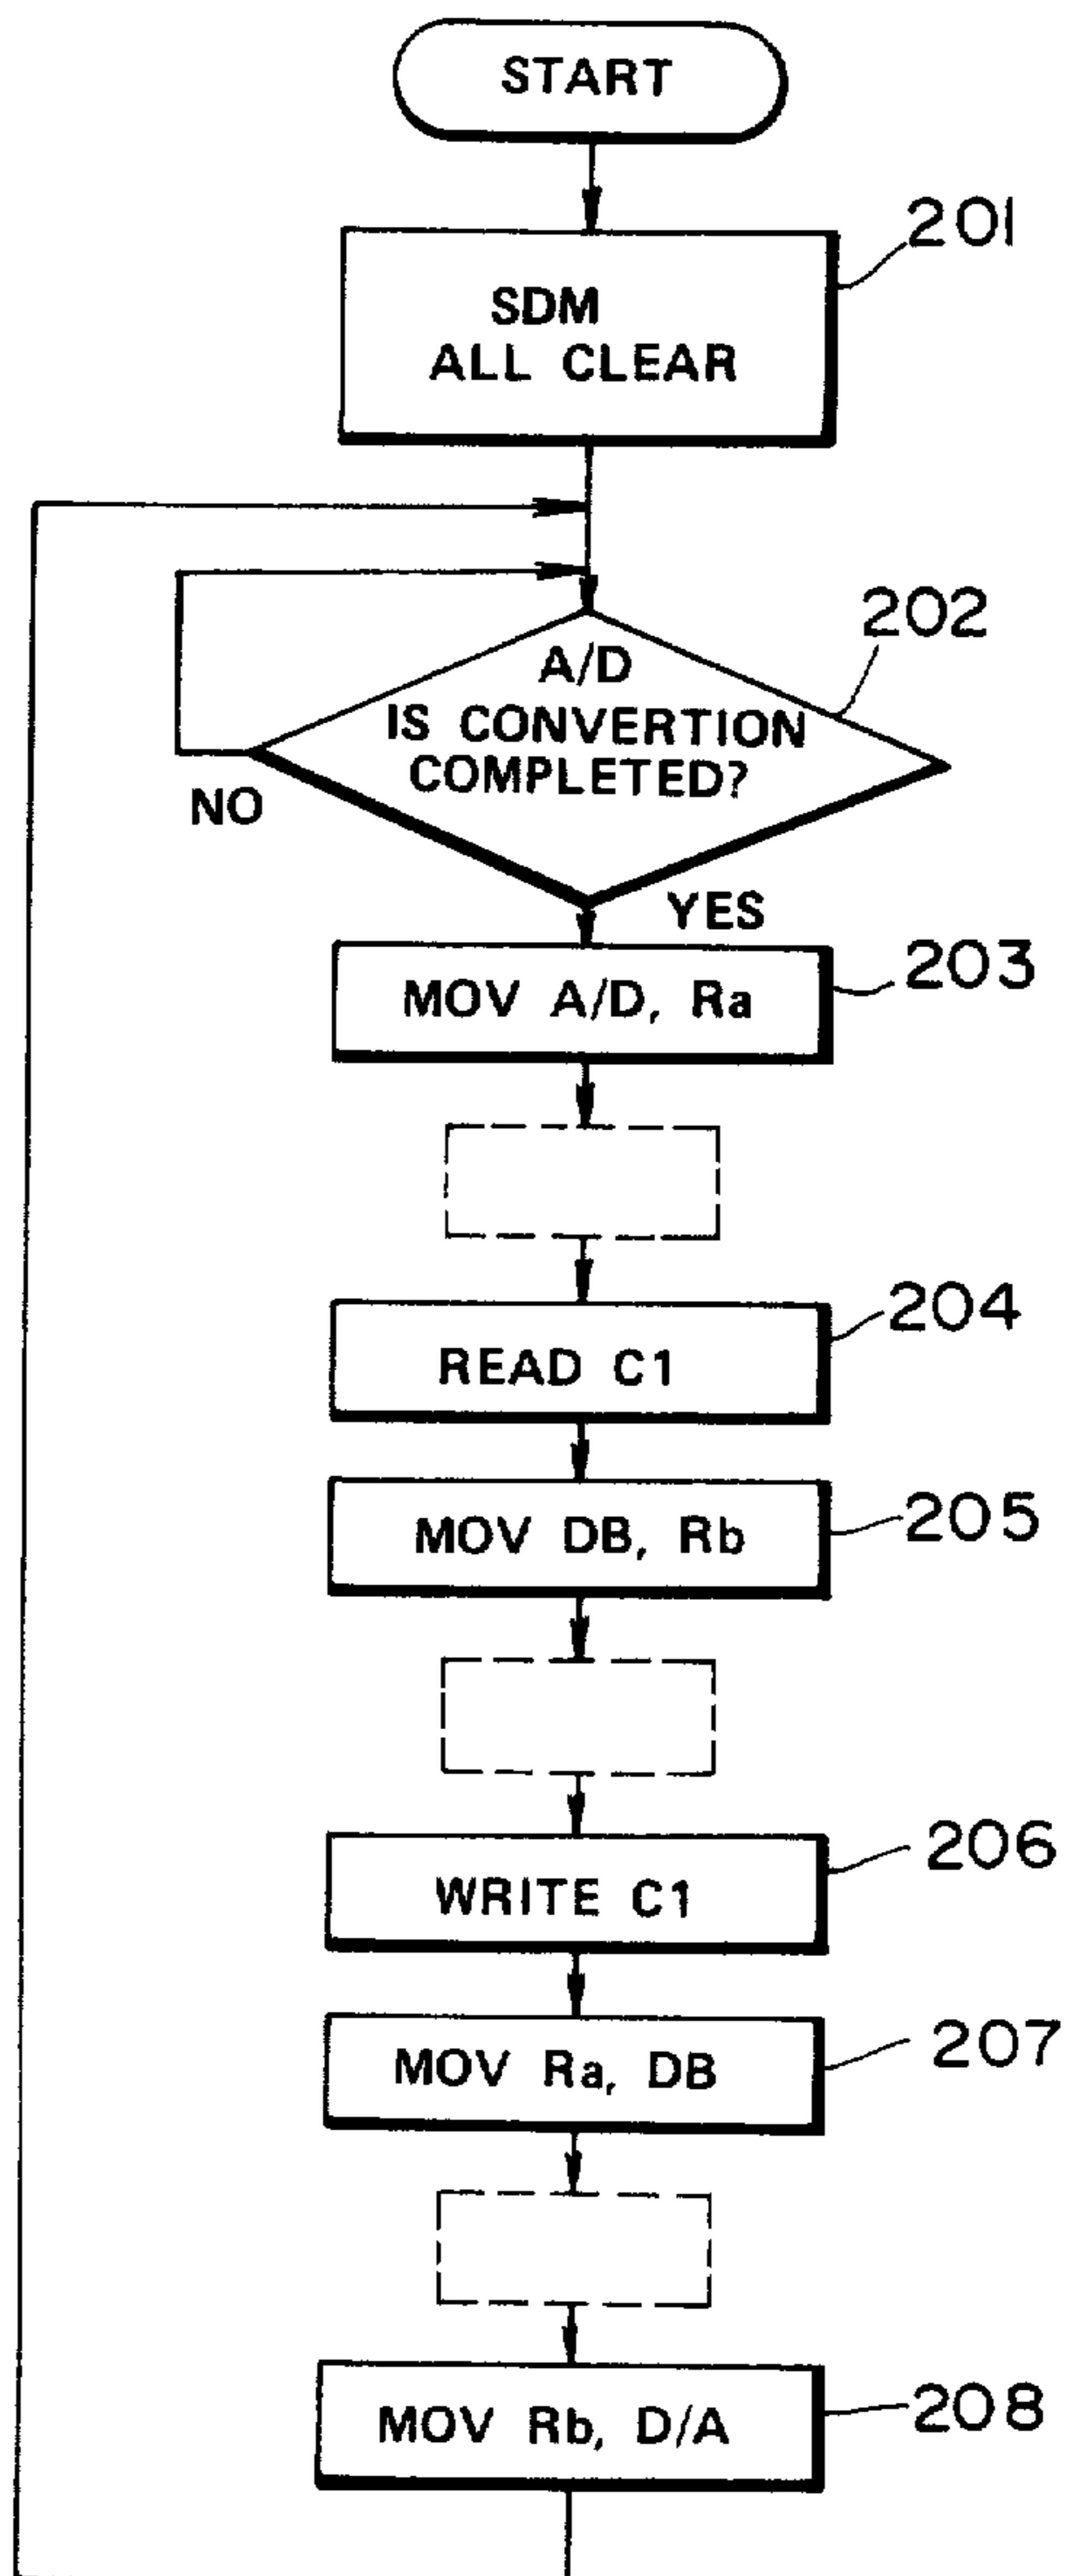 START
201
SDM
ALL CLEAR
202
A/D
IS CONVERTION
COMPLETED?
NO
YES
203
MOV A/D, Ra
204
READ C1
205
MOV DB, Rb
206
WRITE C1
207
MOV Ra, DB
208
MOV Rb, D/A